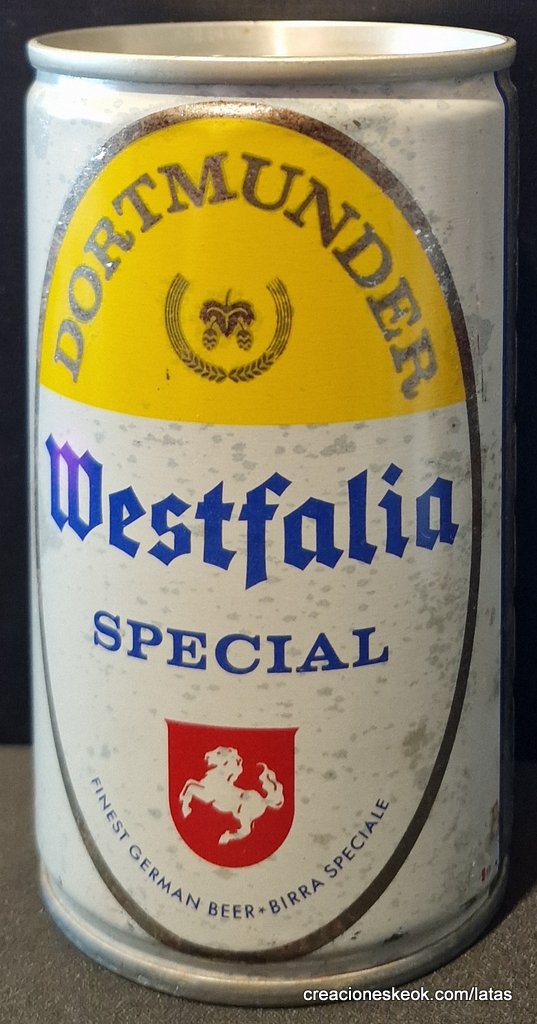 DORTMUNDER
Westfalia
SPECIAL
FINEST GERMAN BEER * BIRRA SPECIALE
creacioneskeok.com/latas